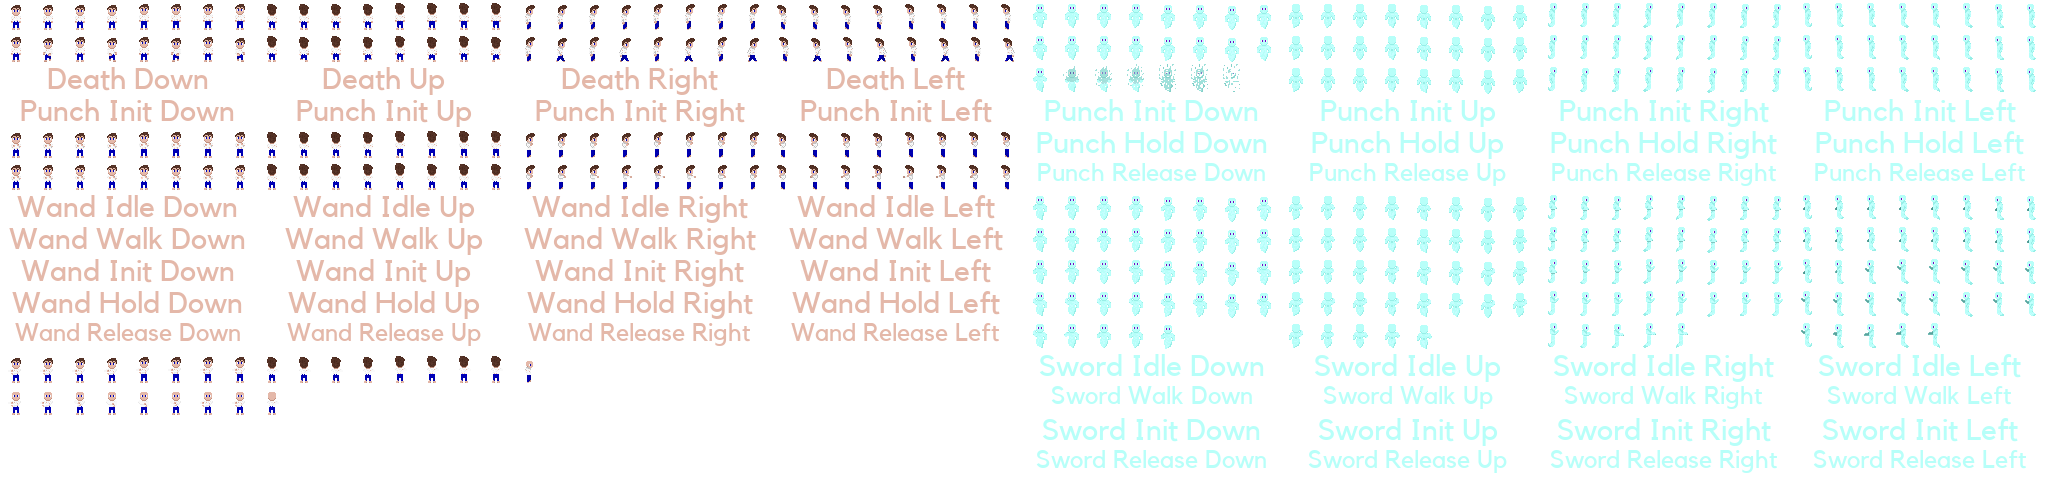 Death Down Death Up Death Right Death Left
Punch Init Down Punch Init Up Punch Init Right Punch Init Left Punch Init Down Punch Init Up Punch Init Right Punch Init Left
Punch Hold Down Punch Hold Up Punch Hold Right Punch Hold Left
Punch Release Down Punch Release Up Punch Release Right Punch Release Left
Wand Idle Down Wand Idle Up Wand Idle Right Wand Idle Left
Wand Walk Down Wand Walk Up Wand Walk Right Wand Walk Left
Wand Init Down Wand Init Up Wand Init Right Wand Init Left
Wand Hold Down Wand Hold Up Wand Hold Right Wand Hold Left
Wand Release Down Wand Release Up Wand Release Right Wand Release Left
Sword Idle Down Sword Idle Up Sword Idle Right Sword Idle Left
Sword Walk Down Sword Walk Up Sword Walk Right Sword Walk Left
Sword Init Down Sword Init Up Sword Init Right Sword Init Left
Sword Release Down Sword Release Up Sword Release Right Sword Release Left